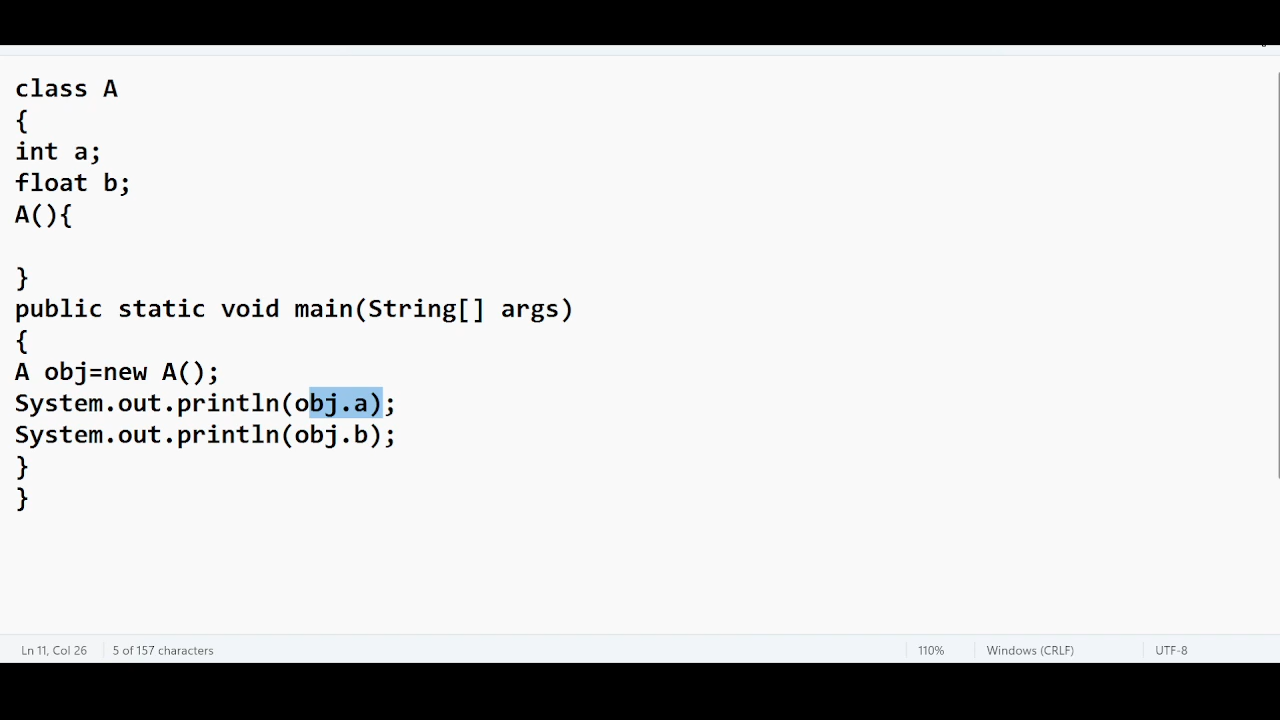 class A
{
int a;
float b;
A(){
}
public static void main(String[] args)
{
A obj=new A();
System.out.println(obj.a);
System.out.println(obj.b);
}
}
Ln 11, Col 26 5 of 157 characters 110% Windows (CRLF) UTF-8